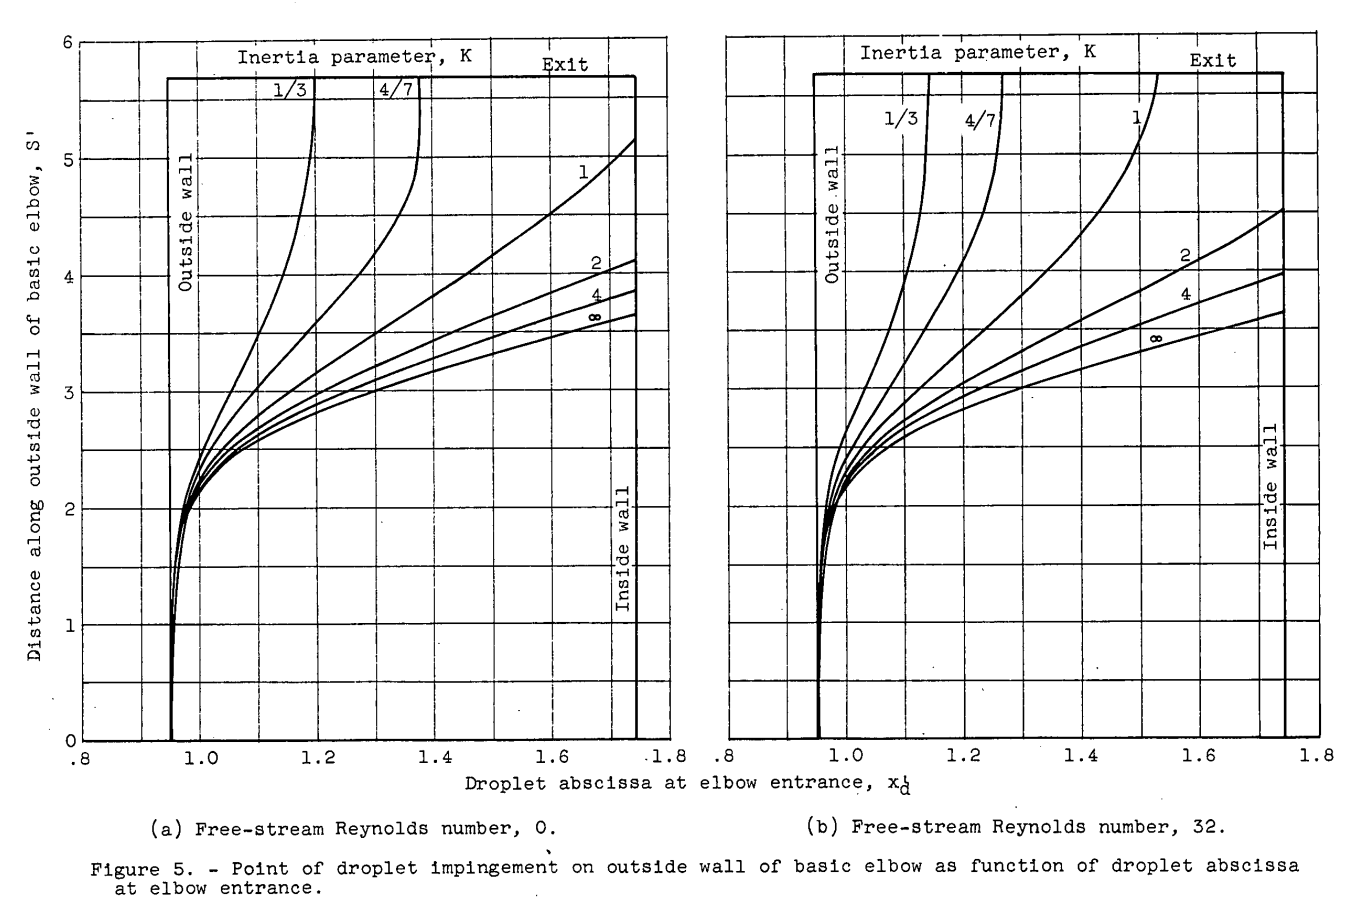 Inertia parameter, K
Exit
1/3
4/7
1
2
4
∞
Outside wall
Inside wall
6
5
4
3
2
1
0
.8
1.0
1.2
1.4
1.6
1.8
Distance along outside wall of basic elbow, S'
Inertia parameter, K
Exit
1/3
4/7
1
2
4
∞
Outside wall
Inside wall
.8
1.0
1.2
1.4
1.6
1.8
Droplet abscissa at elbow entrance, x'd
(a) Free-stream Reynolds number, 0.
(b) Free-stream Reynolds number, 32.
Figure 5. - Point of droplet impingement on outside wall of basic elbow as function of droplet abscissa
at elbow entrance.